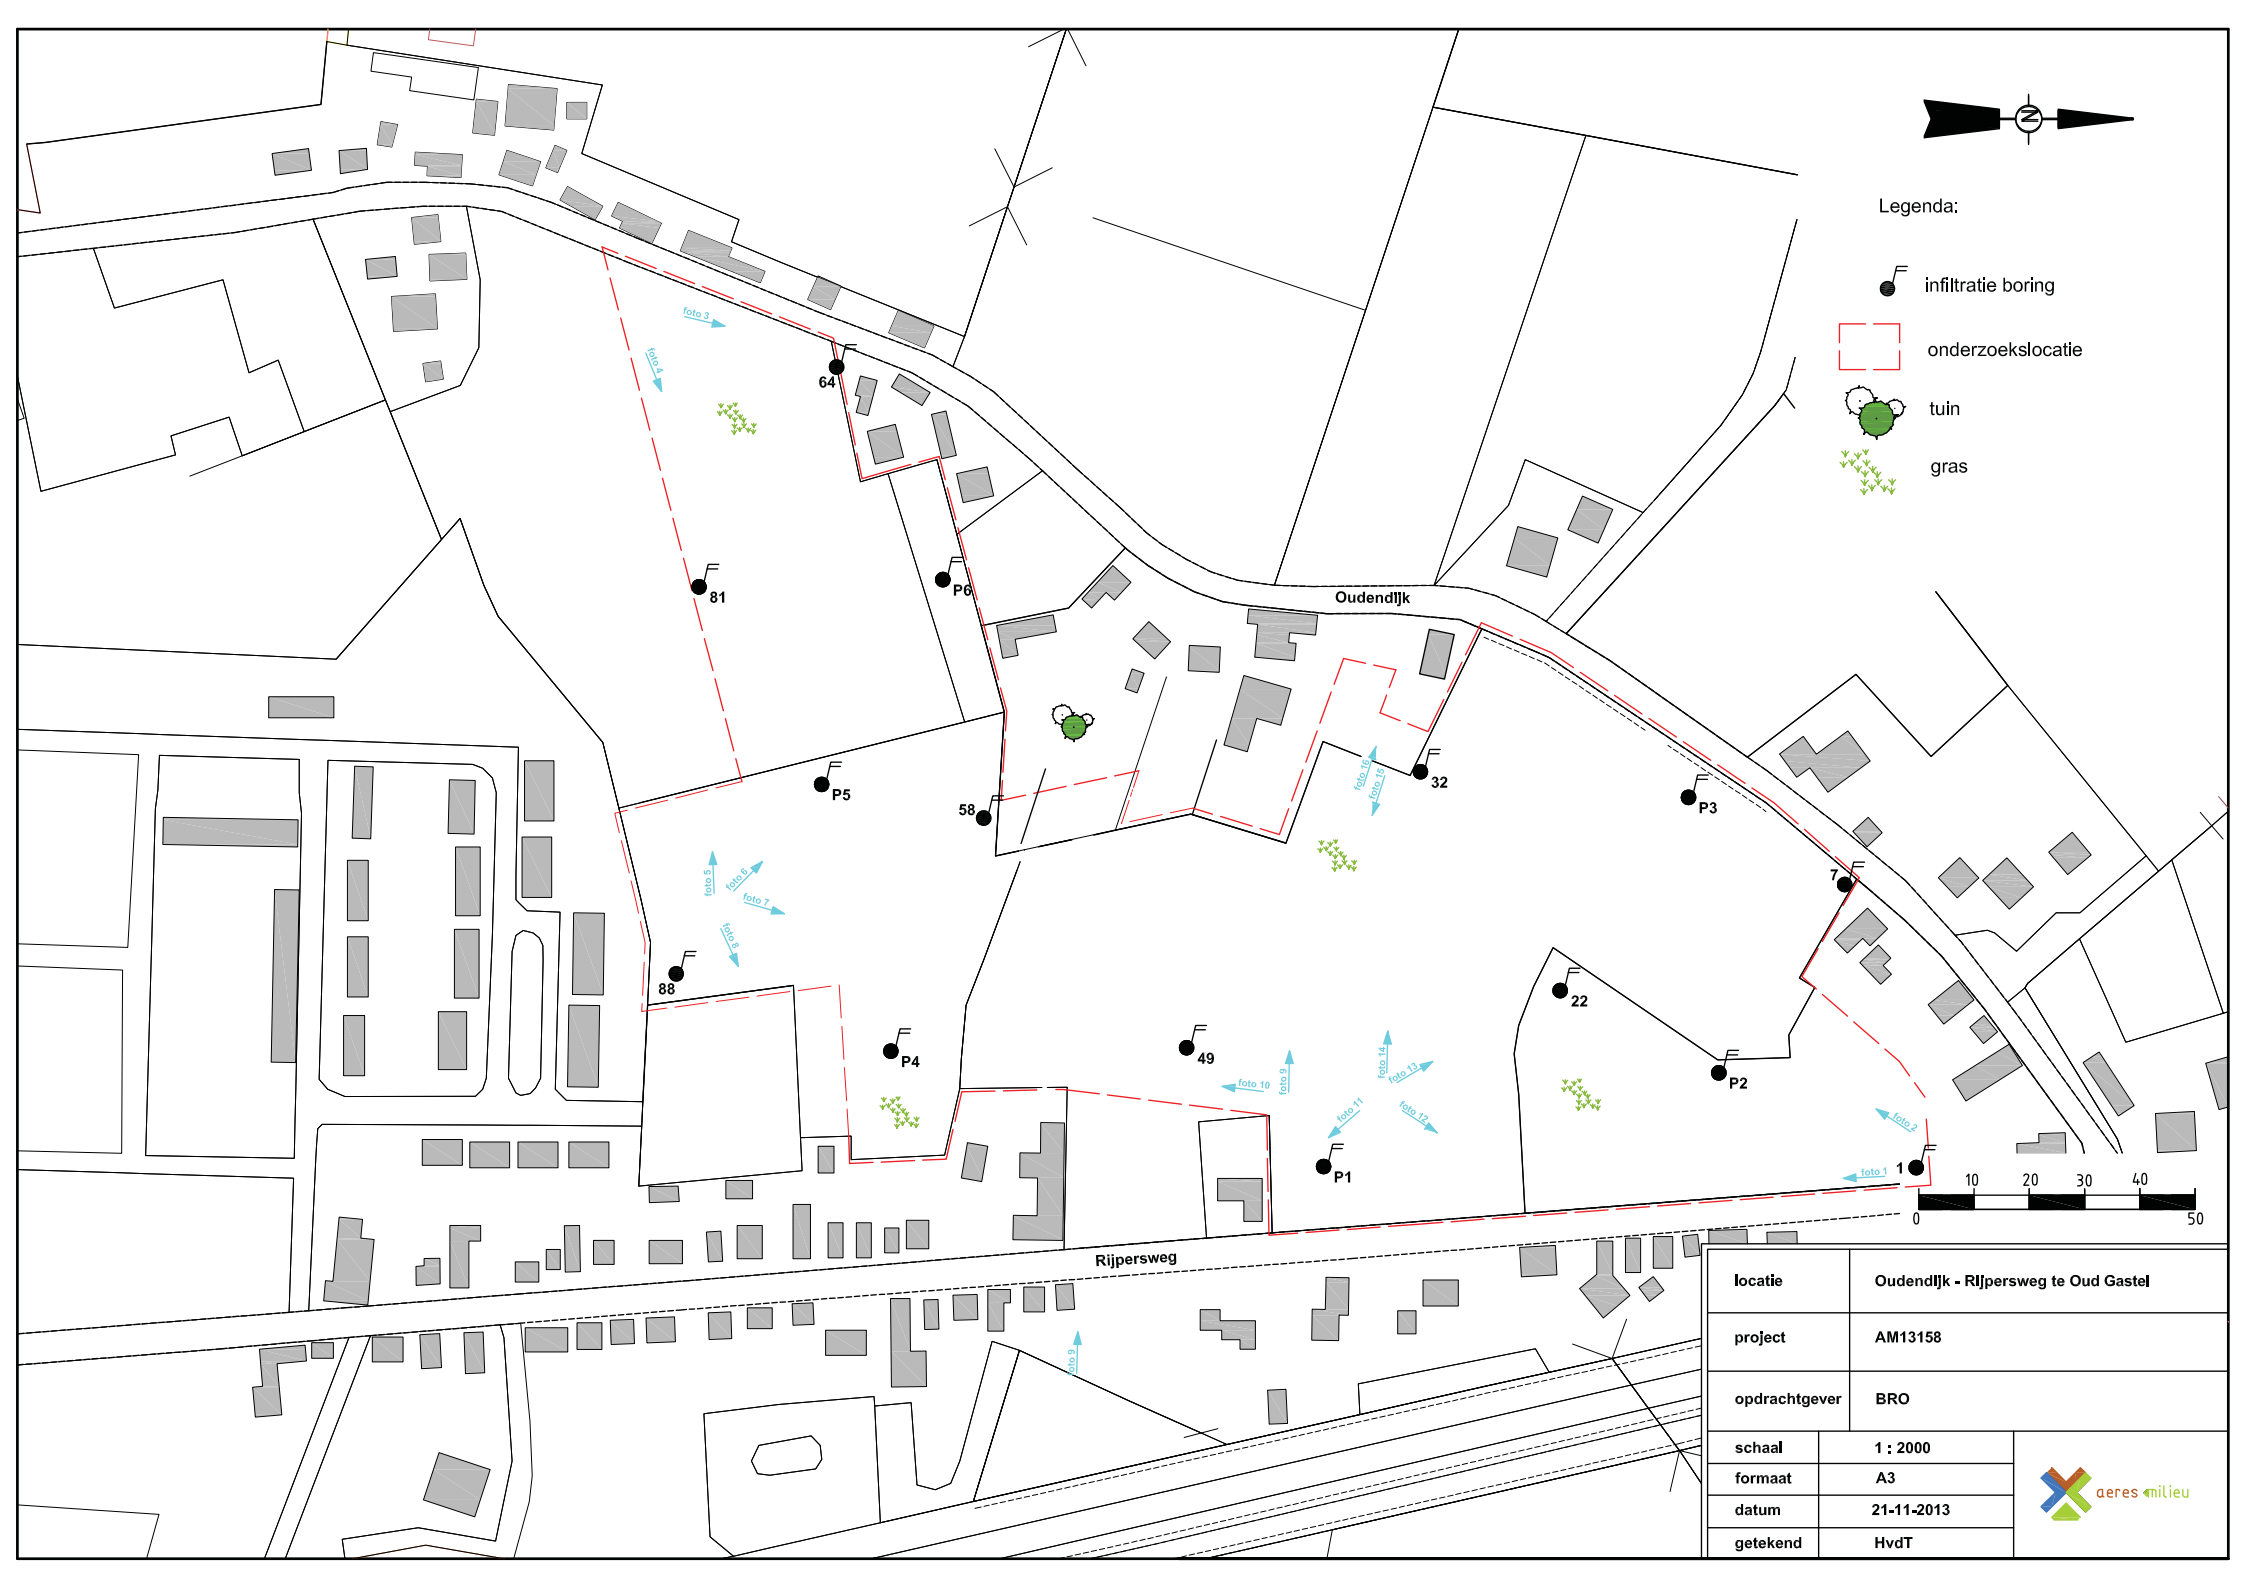 N
Legenda:
infiltratie boring
onderzoekslocatie
tuin
gras
foto 3
foto 4
64
81
P6
Oudendijk
P5
58
foto 16
foto 15
32
P3
7
foto 5
foto 6
foto 7
foto 8
88
P4
49
22
P2
foto 10
foto 9
foto 14
foto 13
foto 11
foto 12
P1
foto 2
foto 1
1
10 20 30 40
0 50
Rijpersweg
foto 9
locatie Oudendijk - Rijpersweg te Oud Gastel
project AM13158
opdrachtgever BRO
schaal 1 : 2000
formaat A3
datum 21-11-2013
getekend HvdT
aeres milieu